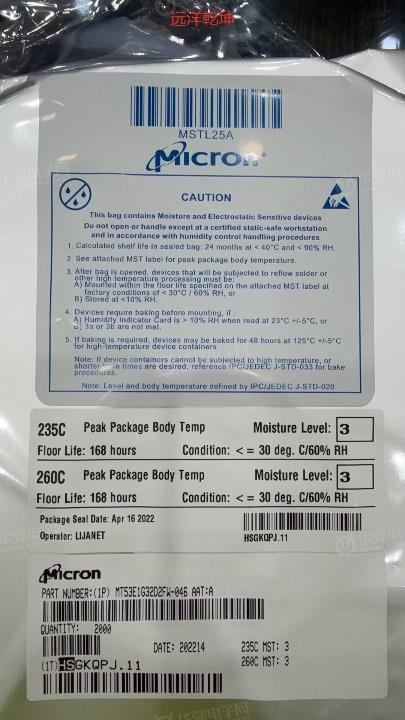 远洋乾坤
MSTL25A
Micron®
CAUTION
This bag contains Moisture and Electrostatic Sensitive devices
Do not open or handle except at a certified static-safe workstation
and in accordance with humidity control handling procedures
1. Calculated shelf life in sealed bag: 24 months at < 40°C and < 90% RH.
2. See attached MST label for peak package body temperature.
3. After bag is opened, devices that will be subjected to reflow solder or
other high temperature processing must be:
A) Mounted within the floor life specified on the attached MST label at
factory conditions of < 30°C / 60% RH, or
B) Stored at <10% RH.
4. Devices require baking before mounting, if :
A) Humidity Indicator Card is > 10% RH when read at 23°C +/-5°C, or
B) 3a or 3b are not met.
5. If baking is required, devices may be baked for 48 hours at 125°C +/-5°C
for high-temperature device containers
Note: If device containers cannot be subjected to high temperature, or
shorter times are desired, reference IPC/JEDEC J-STD-033 for bake
procedures.
Note: Level and body temperature defined by IPC/JEDEC J-STD-020
235C Peak Package Body Temp Moisture Level: 3
Floor Life: 168 hours Condition: < = 30 deg. C/60% RH
260C Peak Package Body Temp Moisture Level: 3
Floor Life: 168 hours Condition: < = 30 deg. C/60% RH
Package Seal Date: Apr 16 2022
Operator: LIJANET HSGKQPJ.11
Micron
PART NUMBER:(1P) MT53E1G32D2FW-046 AAT:A
QUANTITY: 2000
DATE: 202214 235C MST: 3
260C MST: 3
(1T)HSGKQPJ.11